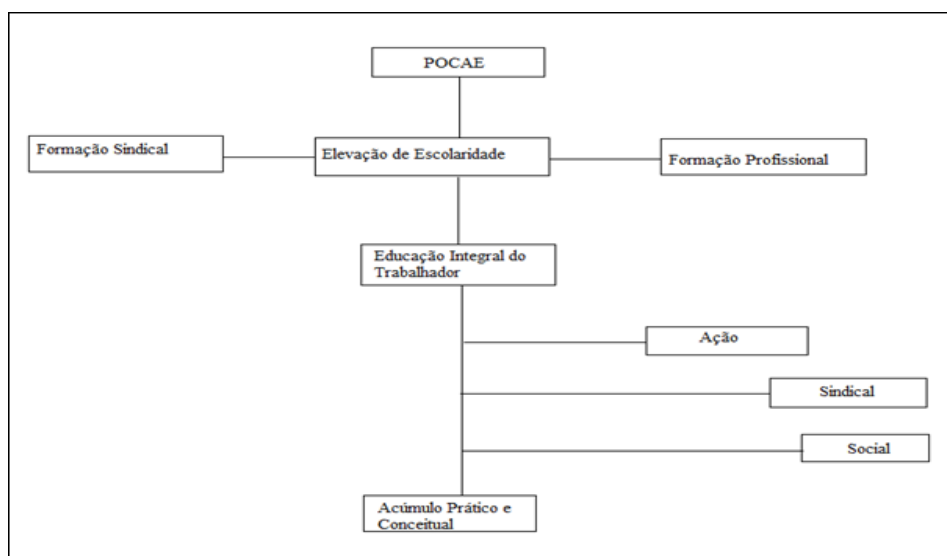 POCAE
Formação Sindical
Elevação de Escolaridade
Formação Profissional
Educação Integral do
Trabalhador
Ação
Sindical
Social
Acúmulo Prático e
Conceitual